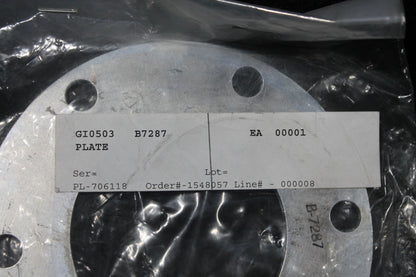 GI0503 B7287 EA 00001
PLATE
Ser= Lot=
PL-706118 Order#-1548057 Line# - 000008
B-7287